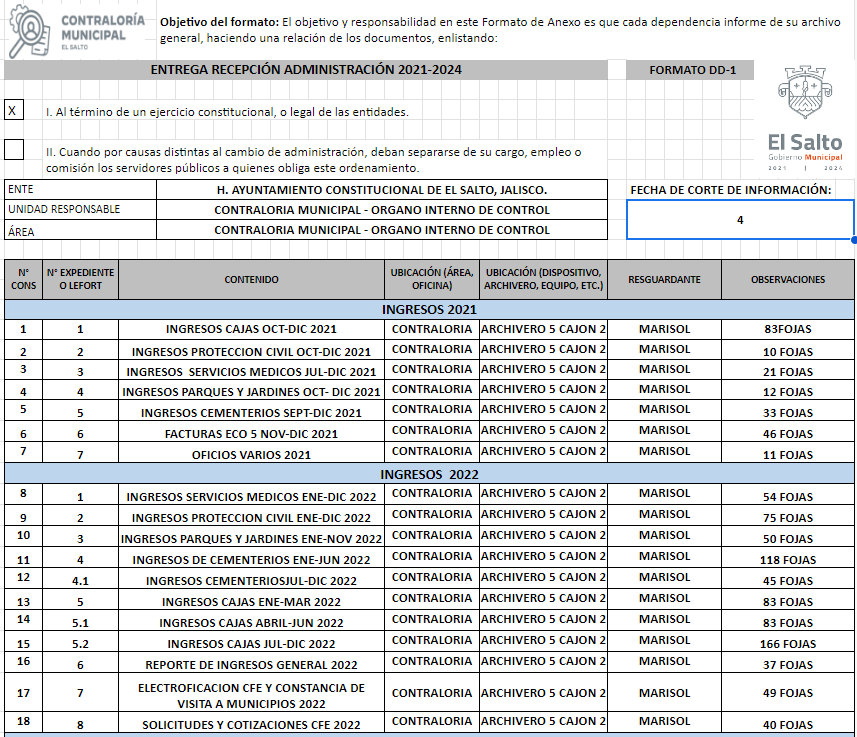 CONTRALORÍA
MUNICIPAL
EL SALTO
Objetivo del formato: El objetivo y responsabilidad en este Formato de Anexo es que cada dependencia informe de su archivo
general, haciendo una relación de los documentos, enlistando:
ENTREGA RECEPCIÓN ADMINISTRACIÓN 2021-2024 FORMATO DD-1
X I. Al término de un ejercicio constitucional, o legal de las entidades.
II. Cuando por causas distintas al cambio de administración, deban separarse de su cargo, empleo o
comisión los servidores públicos a quienes obliga este ordenamiento.
El Salto
Gobierno Municipal
2021 | 2024
ENTE H. AYUNTAMIENTO CONSTITUCIONAL DE EL SALTO, JALISCO. FECHA DE CORTE DE INFORMACIÓN:
UNIDAD RESPONSABLE CONTRALORIA MUNICIPAL - ORGANO INTERNO DE CONTROL 4
ÁREA CONTRALORIA MUNICIPAL - ORGANO INTERNO DE CONTROL
N° CONS N° EXPEDIENTE O LEFORT CONTENIDO UBICACIÓN (ÁREA, OFICINA) UBICACIÓN (DISPOSITIVO, ARCHIVERO, EQUIPO, ETC.) RESGUARDANTE OBSERVACIONES
INGRESOS 2021
1 1 INGRESOS CAJAS OCT-DIC 2021 CONTRALORIA ARCHIVERO 5 CAJON 2 MARISOL 83FOJAS
2 2 INGRESOS PROTECCION CIVIL OCT-DIC 2021 CONTRALORIA ARCHIVERO 5 CAJON 2 MARISOL 10 FOJAS
3 3 INGRESOS SERVICIOS MEDICOS JUL-DIC 2021 CONTRALORIA ARCHIVERO 5 CAJON 2 MARISOL 21 FOJAS
4 4 INGRESOS PARQUES Y JARDINES OCT- DIC 2021 CONTRALORIA ARCHIVERO 5 CAJON 2 MARISOL 12 FOJAS
5 5 INGRESOS CEMENTERIOS SEPT-DIC 2021 CONTRALORIA ARCHIVERO 5 CAJON 2 MARISOL 33 FOJAS
6 6 FACTURAS ECO 5 NOV-DIC 2021 CONTRALORIA ARCHIVERO 5 CAJON 2 MARISOL 46 FOJAS
7 7 OFICIOS VARIOS 2021 CONTRALORIA ARCHIVERO 5 CAJON 2 MARISOL 11 FOJAS
INGRESOS 2022
8 1 INGRESOS SERVICIOS MEDICOS ENE-DIC 2022 CONTRALORIA ARCHIVERO 5 CAJON 2 MARISOL 54 FOJAS
9 2 INGRESOS PROTECCION CIVIL ENE-DIC 2022 CONTRALORIA ARCHIVERO 5 CAJON 2 MARISOL 75 FOJAS
10 3 INGRESOS PARQUES Y JARDINES ENE-NOV 2022 CONTRALORIA ARCHIVERO 5 CAJON 2 MARISOL 50 FOJAS
11 4 INGRESOS DE CEMENTERIOS ENE-JUN 2022 CONTRALORIA ARCHIVERO 5 CAJON 2 MARISOL 118 FOJAS
12 4.1 INGRESOS CEMENTERIOSJUL-DIC 2022 CONTRALORIA ARCHIVERO 5 CAJON 2 MARISOL 45 FOJAS
13 5 INGRESOS CAJAS ENE-MAR 2022 CONTRALORIA ARCHIVERO 5 CAJON 2 MARISOL 83 FOJAS
14 5.1 INGRESOS CAJAS ABRIL-JUN 2022 CONTRALORIA ARCHIVERO 5 CAJON 2 MARISOL 83 FOJAS
15 5.2 INGRESOS CAJAS JUL-DIC 2022 CONTRALORIA ARCHIVERO 5 CAJON 2 MARISOL 166 FOJAS
16 6 REPORTE DE INGRESOS GENERAL 2022 CONTRALORIA ARCHIVERO 5 CAJON 2 MARISOL 37 FOJAS
17 7 ELECTROFICACION CFE Y CONSTANCIA DE VISITA A MUNICIPIOS 2022 CONTRALORIA ARCHIVERO 5 CAJON 2 MARISOL 49 FOJAS
18 8 SOLICITUDES Y COTIZACIONES CFE 2022 CONTRALORIA ARCHIVERO 5 CAJON 2 MARISOL 40 FOJAS